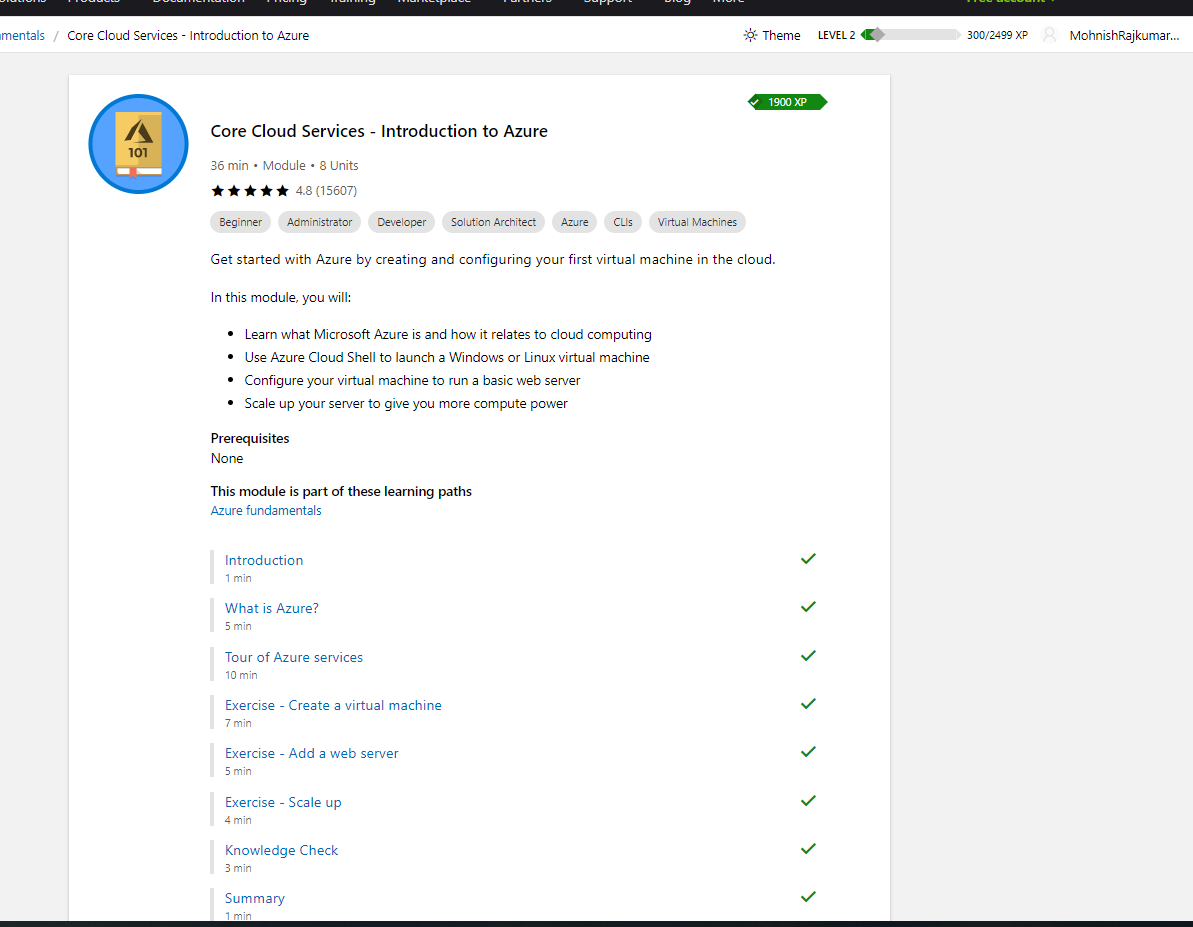 olutions Products Documentation Pricing Training Marketplace Partners Support Blog More Free account
mentals / Core Cloud Services - Introduction to Azure Theme LEVEL 2 300/2499 XP MohnishRajkumar...
1900 XP
101
Core Cloud Services - Introduction to Azure
36 min • Module • 8 Units
4.8 (15607)
Beginner Administrator Developer Solution Architect Azure CLIs Virtual Machines
Get started with Azure by creating and configuring your first virtual machine in the cloud.
In this module, you will:
• Learn what Microsoft Azure is and how it relates to cloud computing
• Use Azure Cloud Shell to launch a Windows or Linux virtual machine
• Configure your virtual machine to run a basic web server
• Scale up your server to give you more compute power
Prerequisites
None
This module is part of these learning paths
Azure fundamentals
Introduction
1 min
What is Azure?
5 min
Tour of Azure services
10 min
Exercise - Create a virtual machine
7 min
Exercise - Add a web server
5 min
Exercise - Scale up
4 min
Knowledge Check
3 min
Summary
1 min